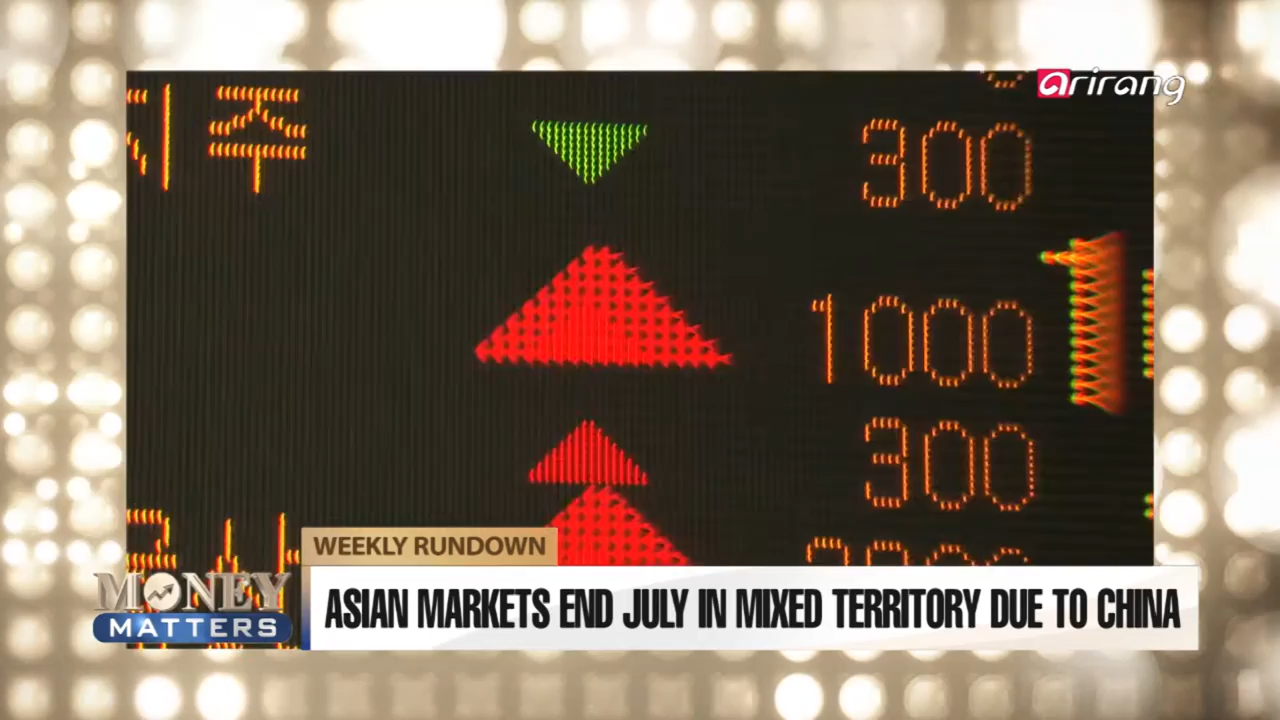 arirang
주
300
1000
300
WEEKLY RUNDOWN
MONEY
MATTERS
ASIAN MARKETS END JULY IN MIXED TERRITORY DUE TO CHINA